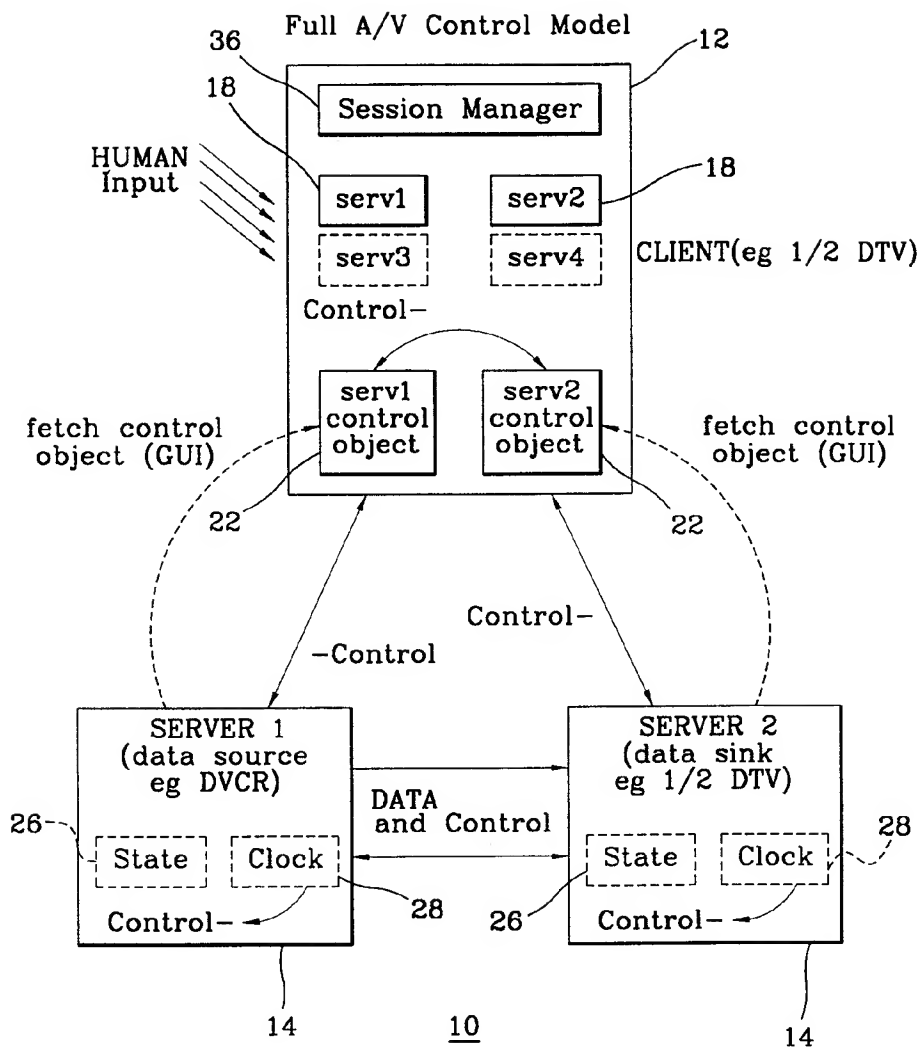 Full A/V Control Model
36
12
18
Session Manager
HUMAN
Input
18
serv1
serv2
serv3
serv4
CLIENT(eg 1/2 DTV)
Control-
serv1
control
object
serv2
control
object
fetch control
object (GUI)
fetch control
object (GUI)
22
22
Control-
-Control
SERVER 1
(data source
eg DVCR)
SERVER 2
(data sink
eg 1/2 DTV)
DATA
and Control
26
State
Clock
28
Control-
State
Clock
28
26
Control-
14
10
14